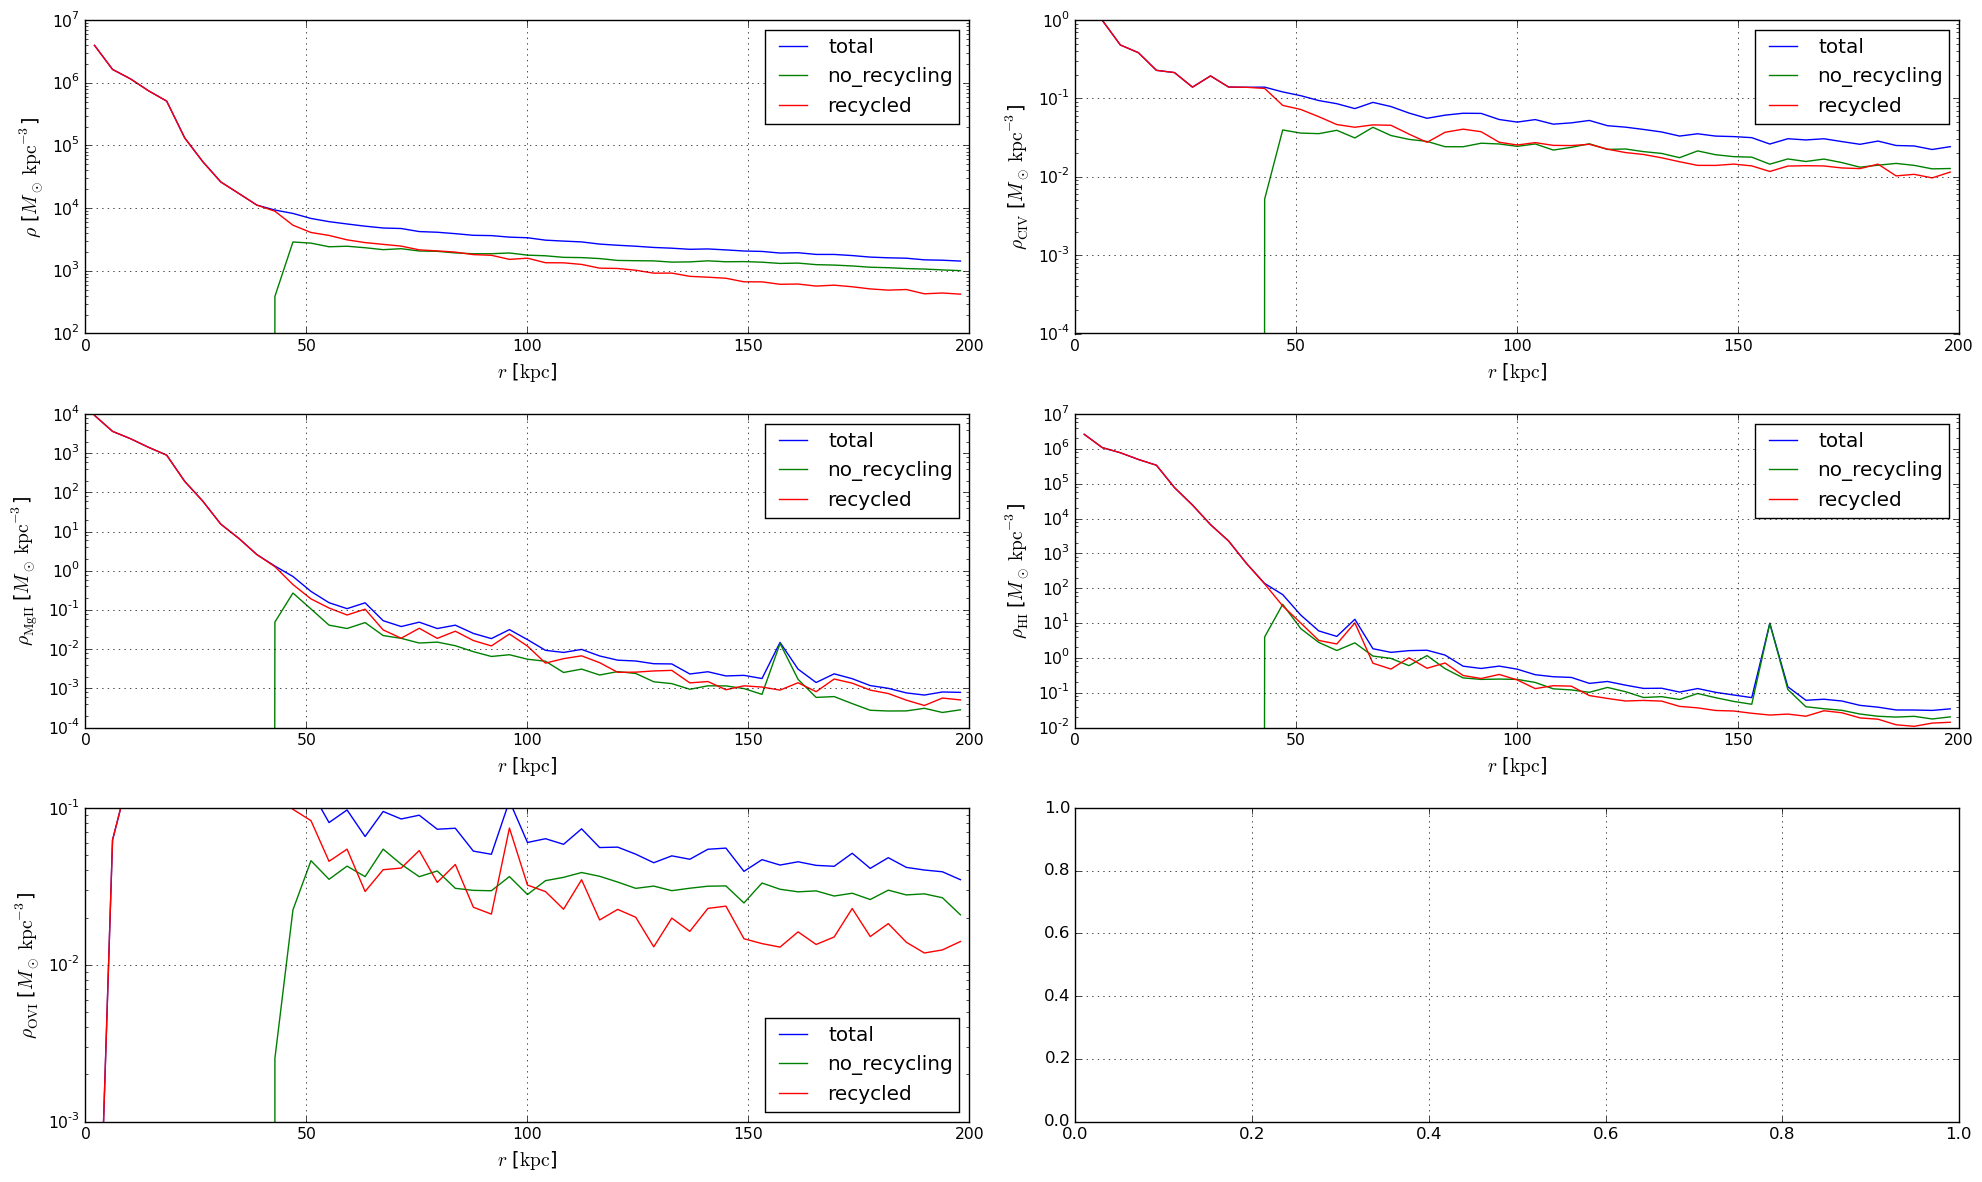 10^7
10^6
10^5
10^4
10^3
10^2
ρ [M_⊙ kpc^{-3}]
0 50 100 150 200
r [kpc]
total
no_recycling
recycled
10^0
10^{-1}
10^{-2}
10^{-3}
10^{-4}
ρ_CIV [M_⊙ kpc^{-3}]
0 50 100 150 200
r [kpc]
total
no_recycling
recycled
10^4
10^3
10^2
10^1
10^0
10^{-1}
10^{-2}
10^{-3}
10^{-4}
ρ_MgII [M_⊙ kpc^{-3}]
0 50 100 150 200
r [kpc]
total
no_recycling
recycled
10^7
10^6
10^5
10^4
10^3
10^2
10^1
10^0
10^{-1}
10^{-2}
ρ_HI [M_⊙ kpc^{-3}]
0 50 100 150 200
r [kpc]
total
no_recycling
recycled
10^{-1}
10^{-2}
10^{-3}
ρ_OVI [M_⊙ kpc^{-3}]
0 50 100 150 200
r [kpc]
total
no_recycling
recycled
1.0
0.8
0.6
0.4
0.2
0.0
0.0 0.2 0.4 0.6 0.8 1.0